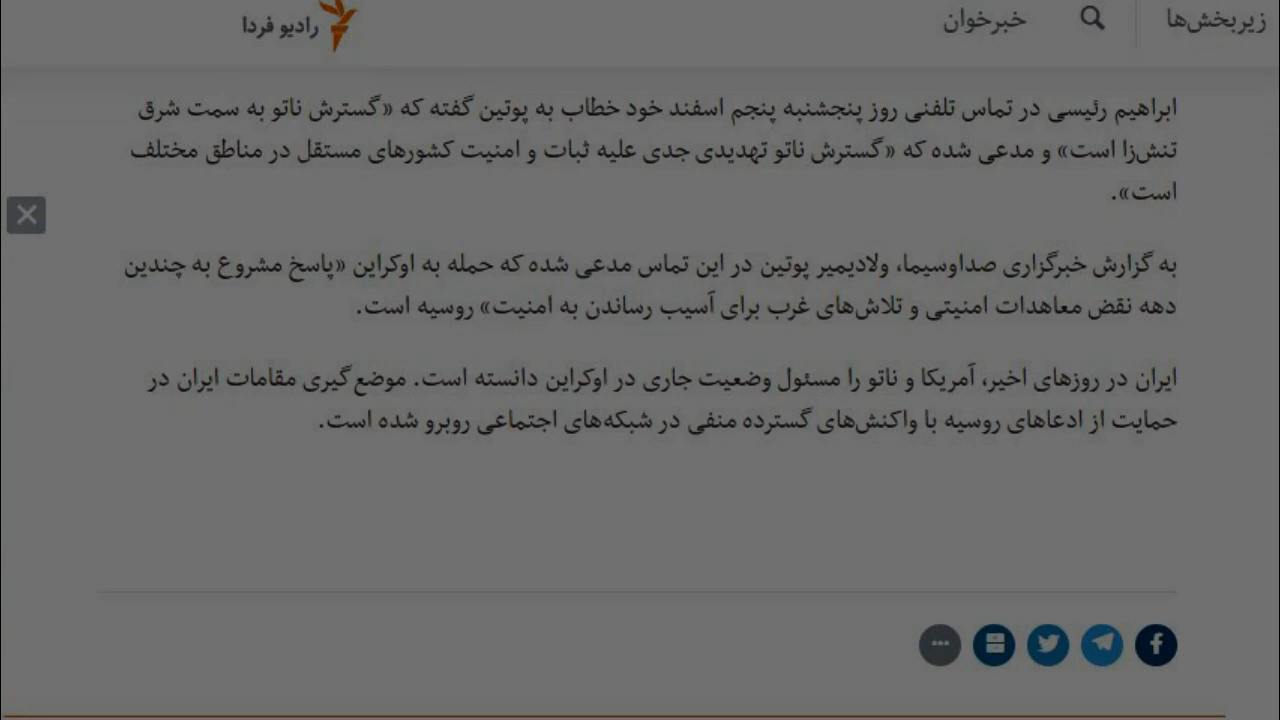 زیربخش‌ها
خبرخوان
رادیو فردا
ابراهیم رئیسی در تماس تلفنی روز پنجشنبه پنجم اسفند خود خطاب به پوتین گفته که «گسترش ناتو به سمت شرق
تنش‌زا است» و مدعی شده که «گسترش ناتو تهدیدی جدی علیه ثبات و امنیت کشورهای مستقل در مناطق مختلف
است».
به گزارش خبرگزاری صداوسیما، ولادیمیر پوتین در این تماس مدعی شده که حمله به اوکراین «پاسخ مشروع به چندین
دهه نقض معاهدات امنیتی و تلاش‌های غرب برای آسیب رساندن به امنیت» روسیه است.
ایران در روزهای اخیر، آمریکا و ناتو را مسئول وضعیت جاری در اوکراین دانسته است. موضع‌گیری مقامات ایران در
حمایت از ادعاهای روسیه با واکنش‌های گسترده منفی در شبکه‌های اجتماعی روبرو شده است.